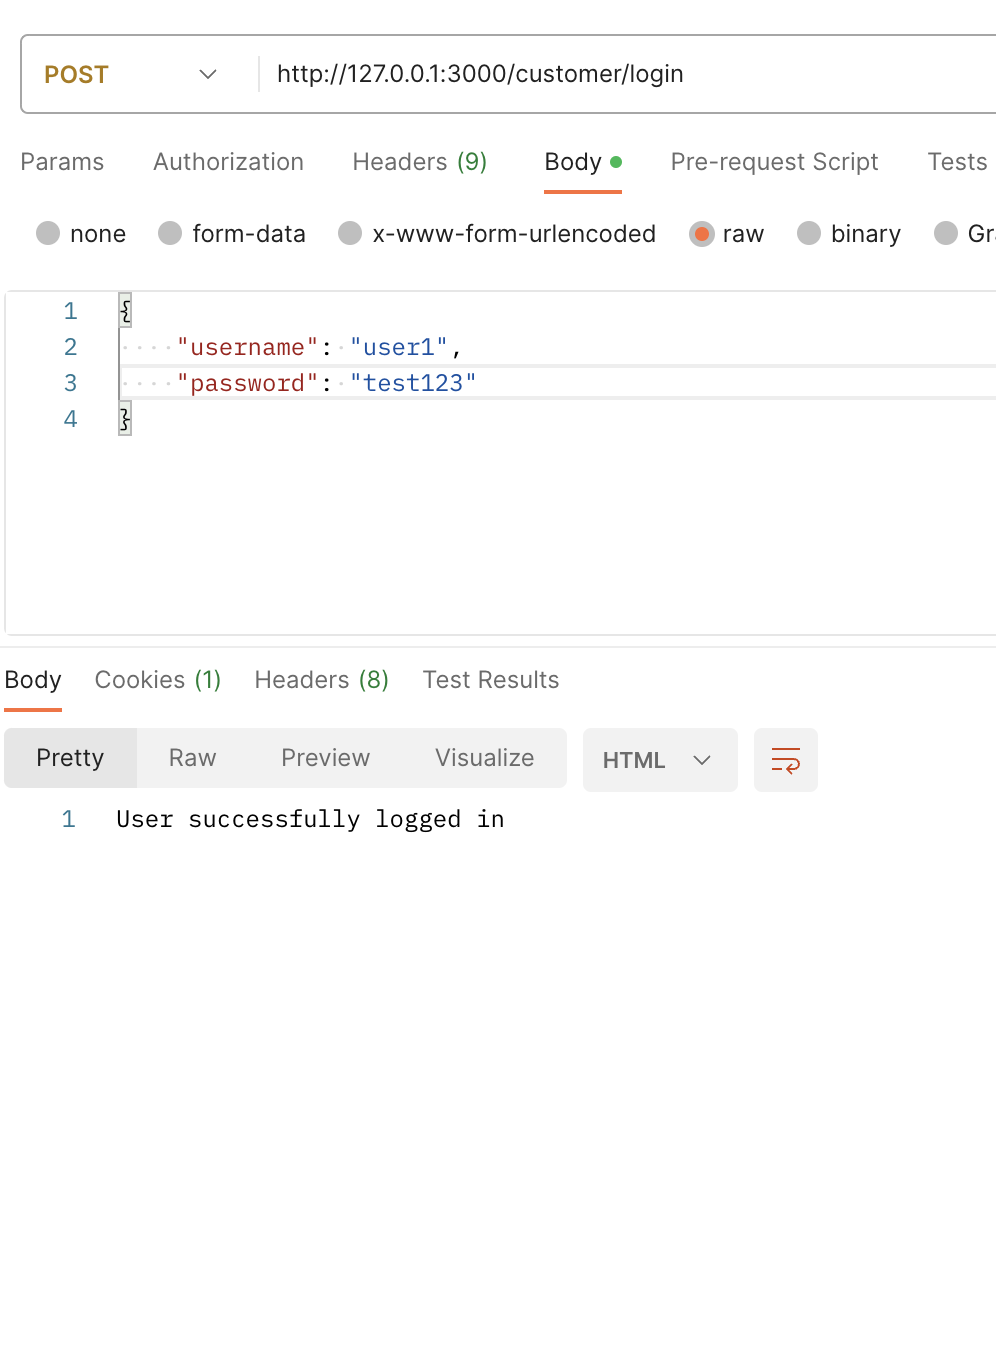 POST http://127.0.0.1:3000/customer/login
Params Authorization Headers (9) Body Pre-request Script Tests
none form-data x-www-form-urlencoded raw binary
1 {
2 "username": "user1",
3 "password": "test123"
4 }
Body Cookies (1) Headers (8) Test Results
Pretty Raw Preview Visualize HTML
1 User successfully logged in